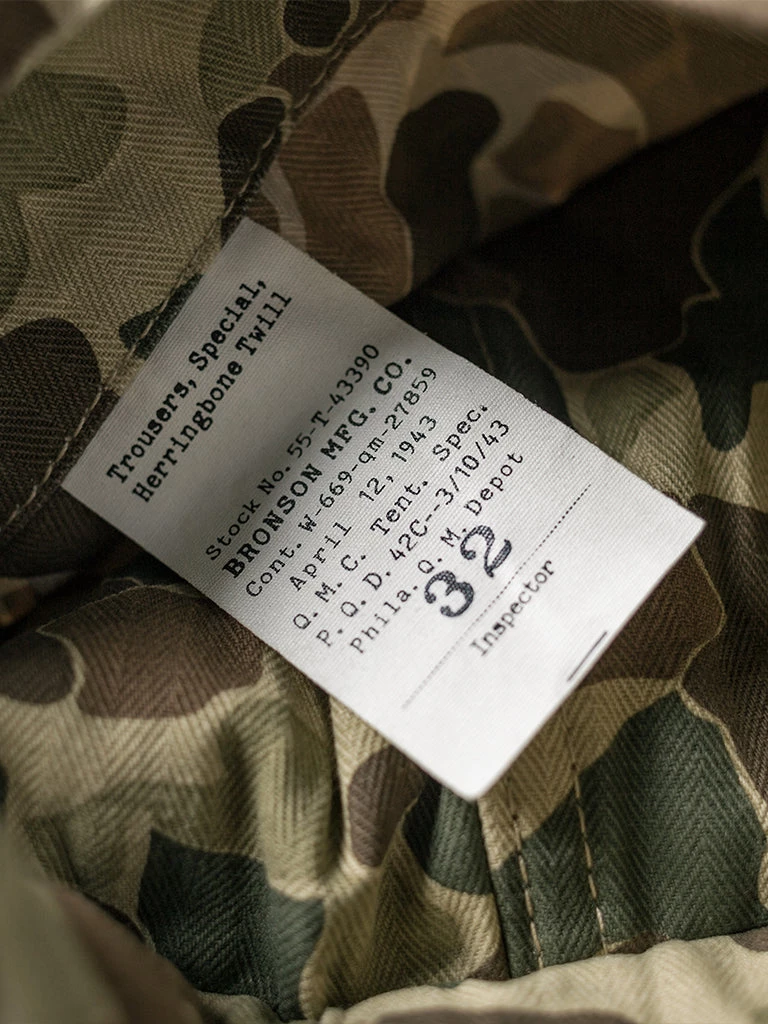 Trousers, Special,
Herringbone Twill
Stock No. 55-T-43390
BRONSON MFG. CO.
Cont. W-669-qm-27859
April 12, 1943
Q. M. C. Tent. Spec.
P. Q. D. 42C--3/10/43
Phila. Q. M. Depot
32
Inspector